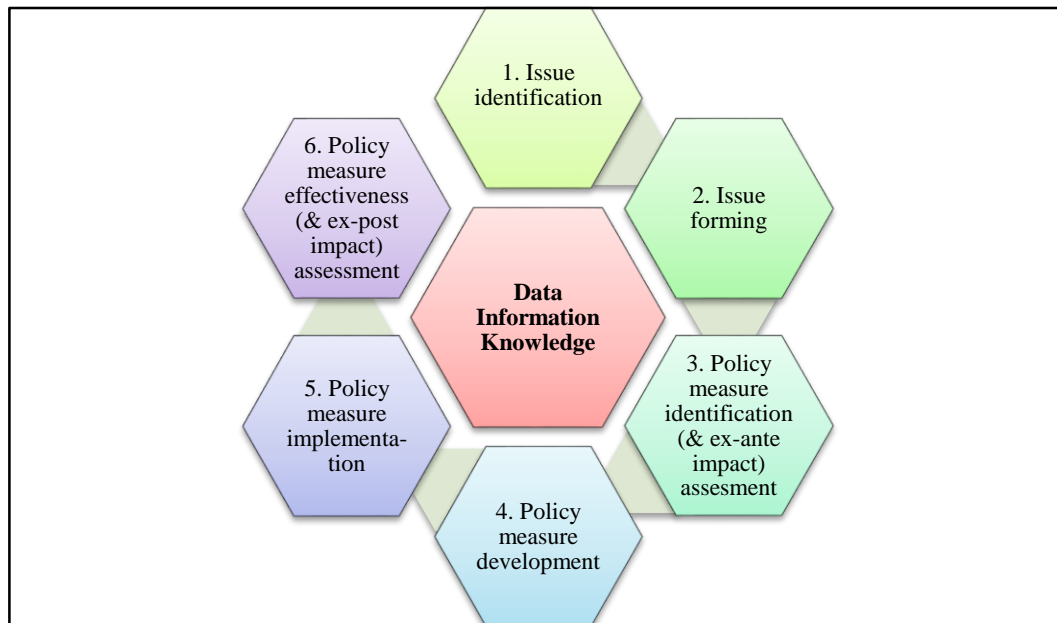 1. Issue
identification
2. Issue
forming
3. Policy
measure
identification
(& ex-ante
impact)
assesment
4. Policy
measure
development
5. Policy
measure
implementa-
tion
6. Policy
measure
effectiveness
(& ex-post
impact)
assessment
Data
Information
Knowledge